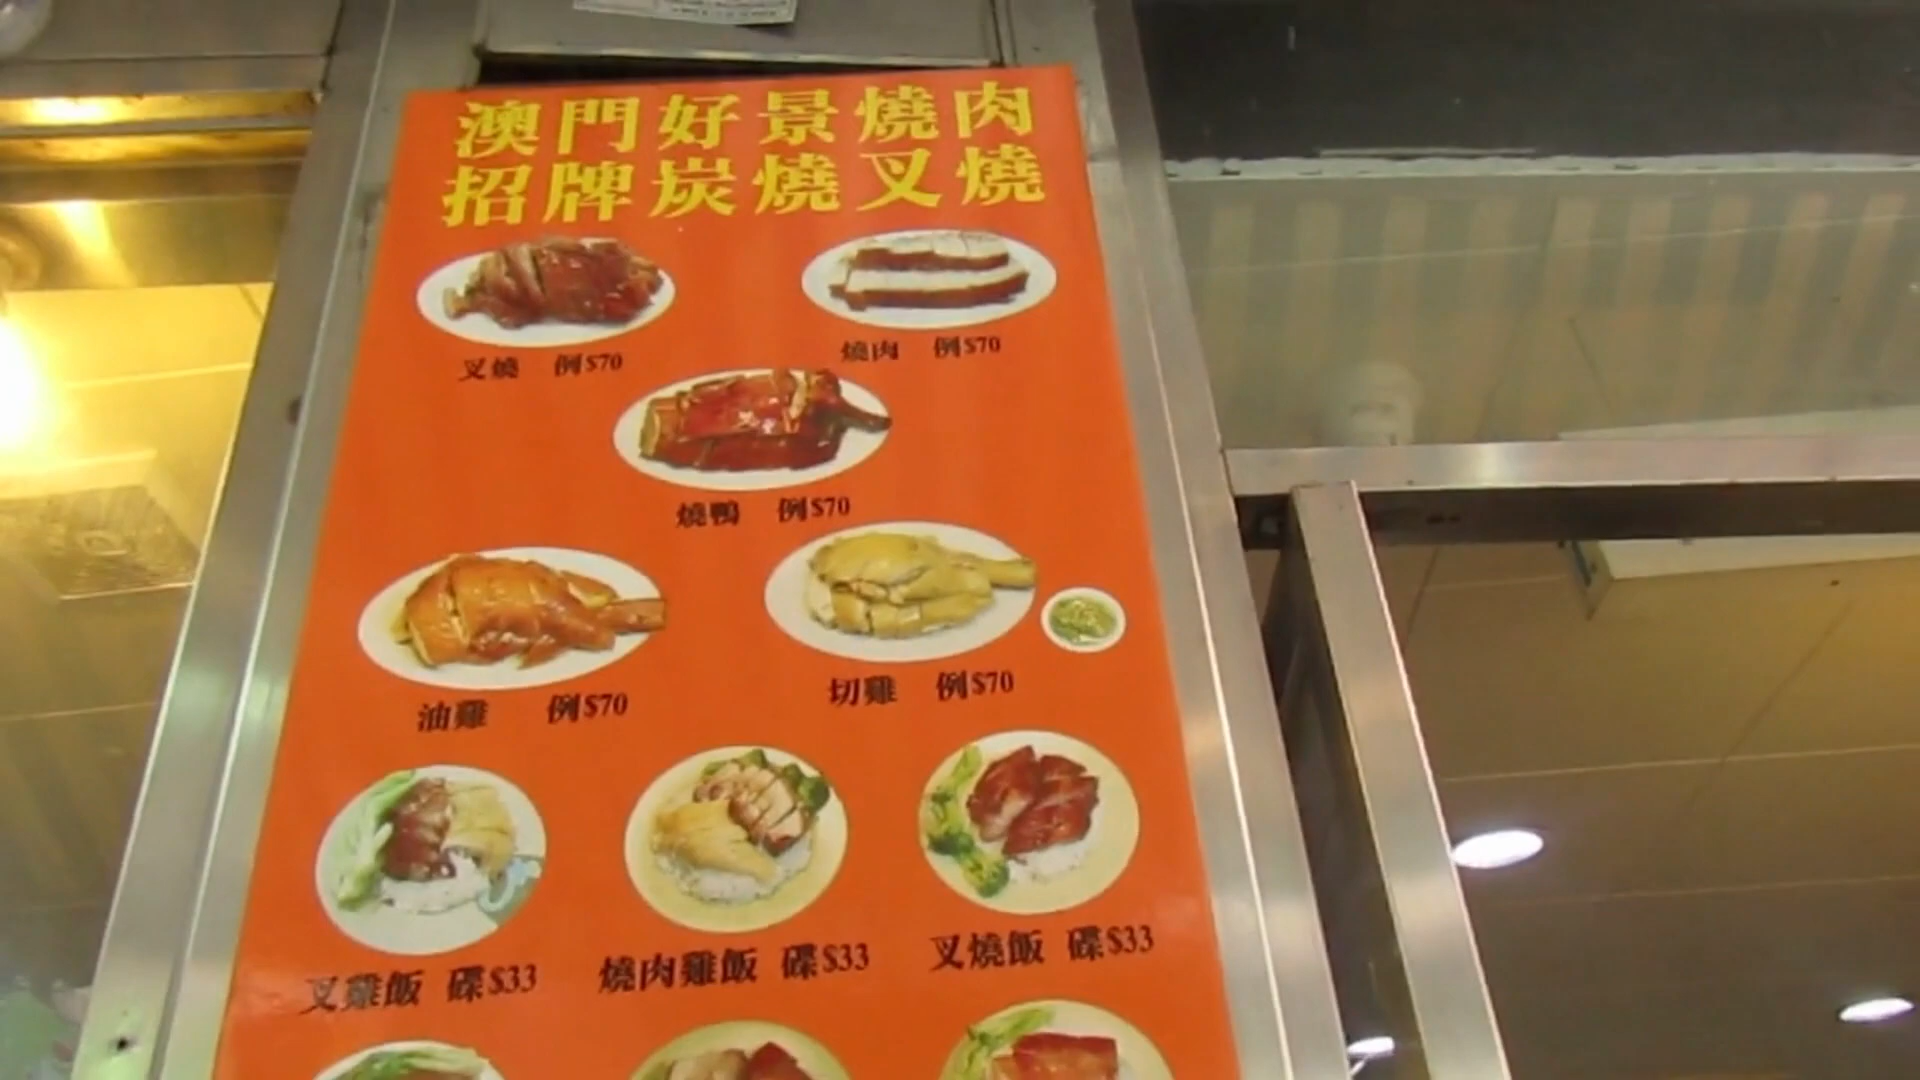 澳門好景燒肉
招牌炭燒叉燒
叉燒 例$70
燒肉 例$70
燒鴨 例$70
油雞 例$70
切雞 例$70
叉雞飯 碟$33
燒肉雞飯 碟$33
叉燒飯 碟$33